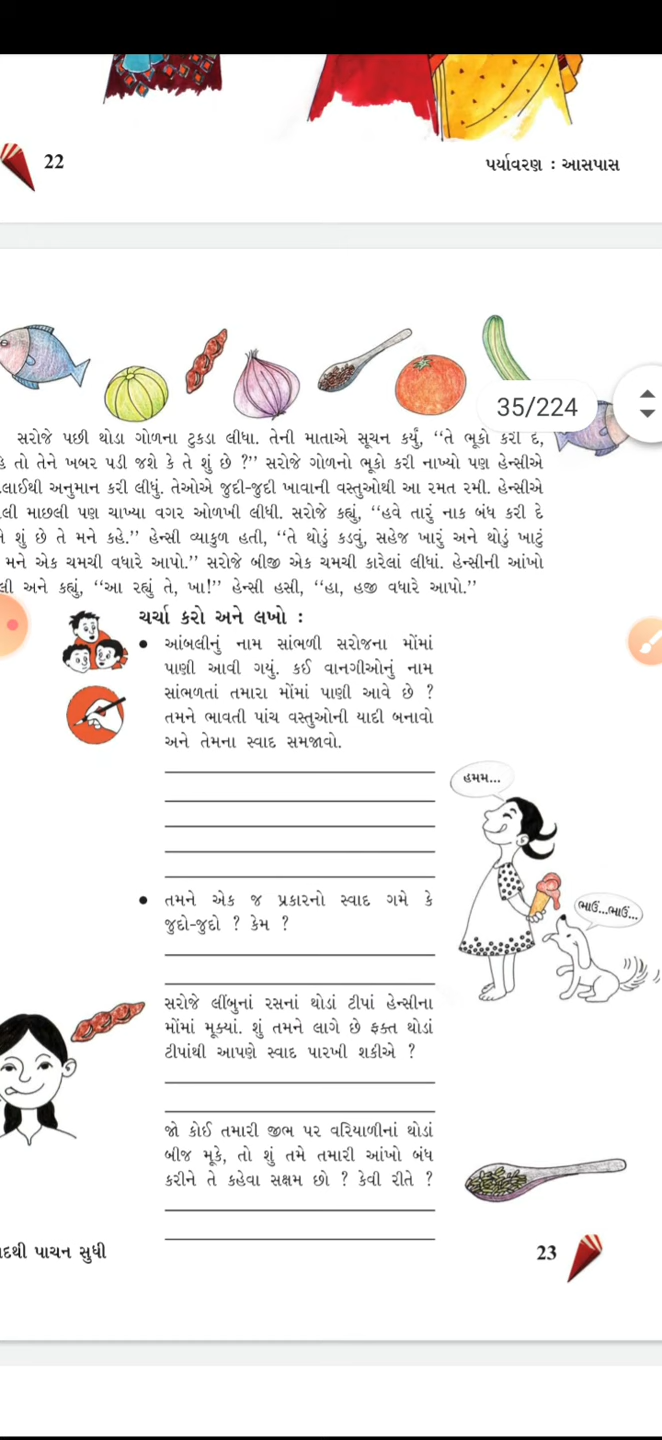 22
પર્યાવરણ : આસપાસ
35/224
સરોજે પછી થોડા ગોળના ટુકડા લીધા. તેની માતાએ સૂચન કર્યું, “તે ભૂકો કરી દે,
તો તેને ખબર પડી જશે કે તે શું છે ?” સરોજે ગોળનો ભૂકો કરી નાખ્યો પણ હેન્સીએ
અનુમાન કરી લીધું. તેઓએ જુદી-જુદી ખાવાની વસ્તુઓથી આ રમત રમી. હેન્સીએ
માછલી પણ ચાખ્યા વગર ઓળખી લીધી. સરોજે કહ્યું, “હવે તારું નાક બંધ કરી દે
શું છે તે મને કહે.” હેન્સી વ્યાકુળ હતી, “તે થોડું કડવું, સહેજ ખારું અને થોડું ખાટું
મને એક ચમચી વધારે આપો.” સરોજે બીજી એક ચમચી કારેલાં લીધાં. હેન્સીની આંખો
અને કહ્યું, “આ રહ્યું તે, ખા!” હેન્સી હસી, “હા, હજી વધારે આપો.”
ચર્ચા કરો અને લખો :
• આંબલીનું નામ સાંભળી સરોજના મોંમાં
પાણી આવી ગયું. કઈ વાનગીઓનું નામ
સાંભળતાં તમારા મોંમાં પાણી આવે છે ?
તમને ભાવતી પાંચ વસ્તુઓની યાદી બનાવો
અને તેમના સ્વાદ સમજાવો.
હમમ...
• તમને એક જ પ્રકારનો સ્વાદ ગમે કે
જુદો-જુદો ? કેમ ?
ભાઉં...ભાઉં...
સરોજે લીંબુનાં રસનાં થોડાં ટીપાં હેન્સીના
મોંમાં મૂક્યાં. શું તમને લાગે છે ફક્ત થોડાં
ટીપાંથી આપણે સ્વાદ પારખી શકીએ ?
જો કોઈ તમારી જીભ પર વરિયાળીનાં થોડાં
બીજ મૂકે, તો શું તમે તમારી આંખો બંધ
કરીને તે કહેવા સક્ષમ છો ? કેવી રીતે ?
પાચન સુધી
23